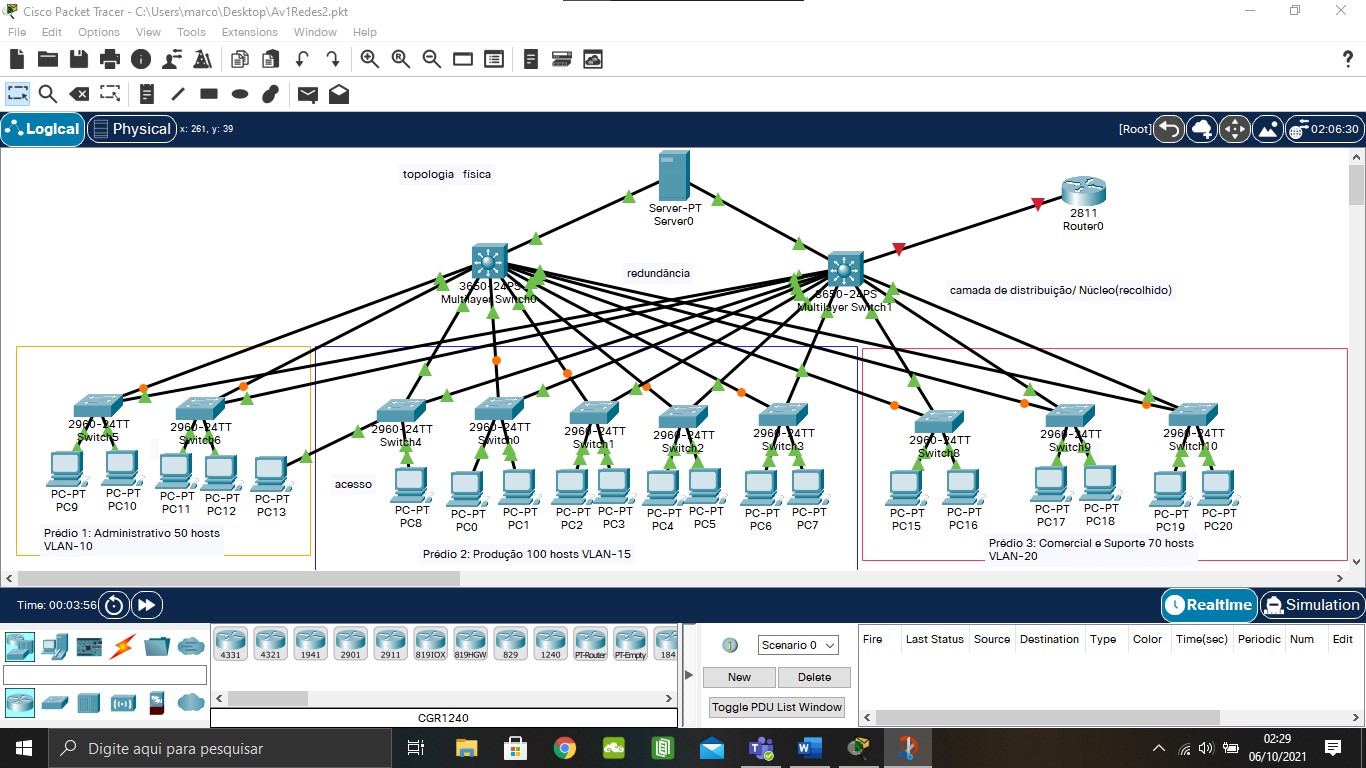 Cisco Packet Tracer - C:\Users\marco\Desktop\Av1Redes2.pkt
File Edit Options View Tools Extensions Window Help
Logical Physical x: 261, y: 39 [Root] 02:06:30
topologia física
Server-PT
Server0
2811
Router0
redundância
3650-24PS
Multilayer Switch0
3650-24PS
Multilayer Switch1
camada de distribuição/ Núcleo(recolhido)
2960-24TT
Switch5
2960-24TT
Switch6
2960-24TT
Switch4
2960-24TT
Switch0
2960-24TT
Switch1
2960-24TT
Switch2
2960-24TT
Switch3
2960-24TT
Switch8
2960-24TT
Switch9
2960-24TT
Switch10
acesso
PC-PT
PC9
PC-PT
PC10
PC-PT
PC11
PC-PT
PC12
PC-PT
PC13
PC-PT
PC8
PC-PT
PC0
PC-PT
PC1
PC-PT
PC2
PC-PT
PC3
PC-PT
PC4
PC-PT
PC5
PC-PT
PC6
PC-PT
PC7
PC-PT
PC15
PC-PT
PC16
PC-PT
PC17
PC-PT
PC18
PC-PT
PC19
PC-PT
PC20
Prédio 1: Administrativo 50 hosts
VLAN-10
Prédio 2: Produção 100 hosts VLAN-15
Prédio 3: Comercial e Suporte 70 hosts
VLAN-20
Time: 00:03:56 Realtime Simulation
4331 4321 1941 2901 2911 819IOX 819HGW 829 1240 PT-Router PT-Empty 184
CGR1240
Scenario 0
New Delete
Toggle PDU List Window
Fire Last Status Source Destination Type Color Time(sec) Periodic Num Edit
Digite aqui para pesquisar
02:29
06/10/2021